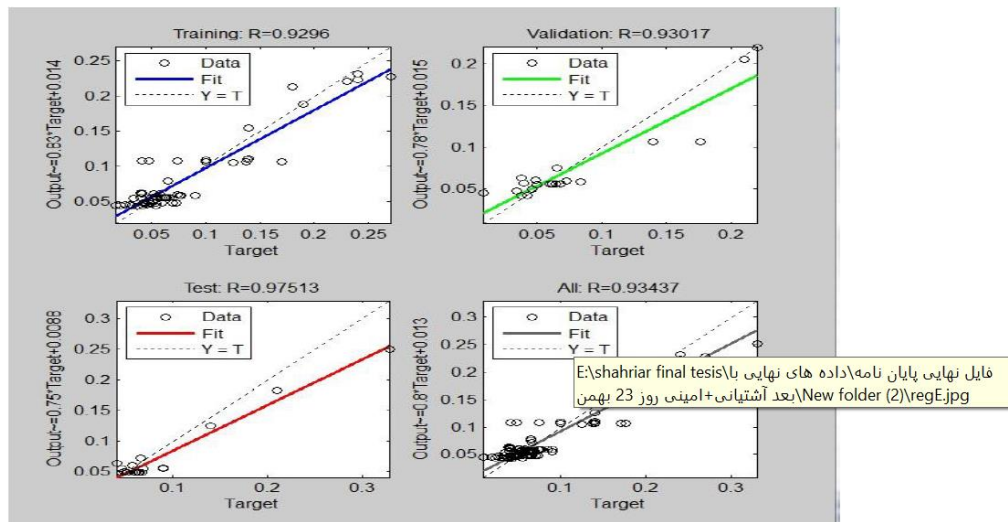 Training: R=0.9296
Output~=0.83*Target+0.014
0.25
0.2
0.15
0.1
0.05
Data
Fit
Y = T
0.05 0.1 0.15 0.2 0.25
Target
Validation: R=0.93017
Output~=0.78*Target+0.015
0.2
0.15
0.1
0.05
Data
Fit
Y = T
0.05 0.1 0.15 0.2
Target
Test: R=0.97513
Output~=0.75*Target+0.0088
0.3
0.25
0.2
0.15
0.1
0.05
Data
Fit
Y = T
0.1 0.2 0.3
Target
All: R=0.93437
Output~=0.8*Target+0.013
0.3
0.25
0.2
0.15
0.1
0.05
Data
Fit
Y = T
0.1 0.2 0.3
Target
E:\shahriar final tesis\فایل نهایی پایان نامه\داده های نهایی با
بعد آشتیانی+امینی روز 23 بهمن\New folder (2)\regE.jpg